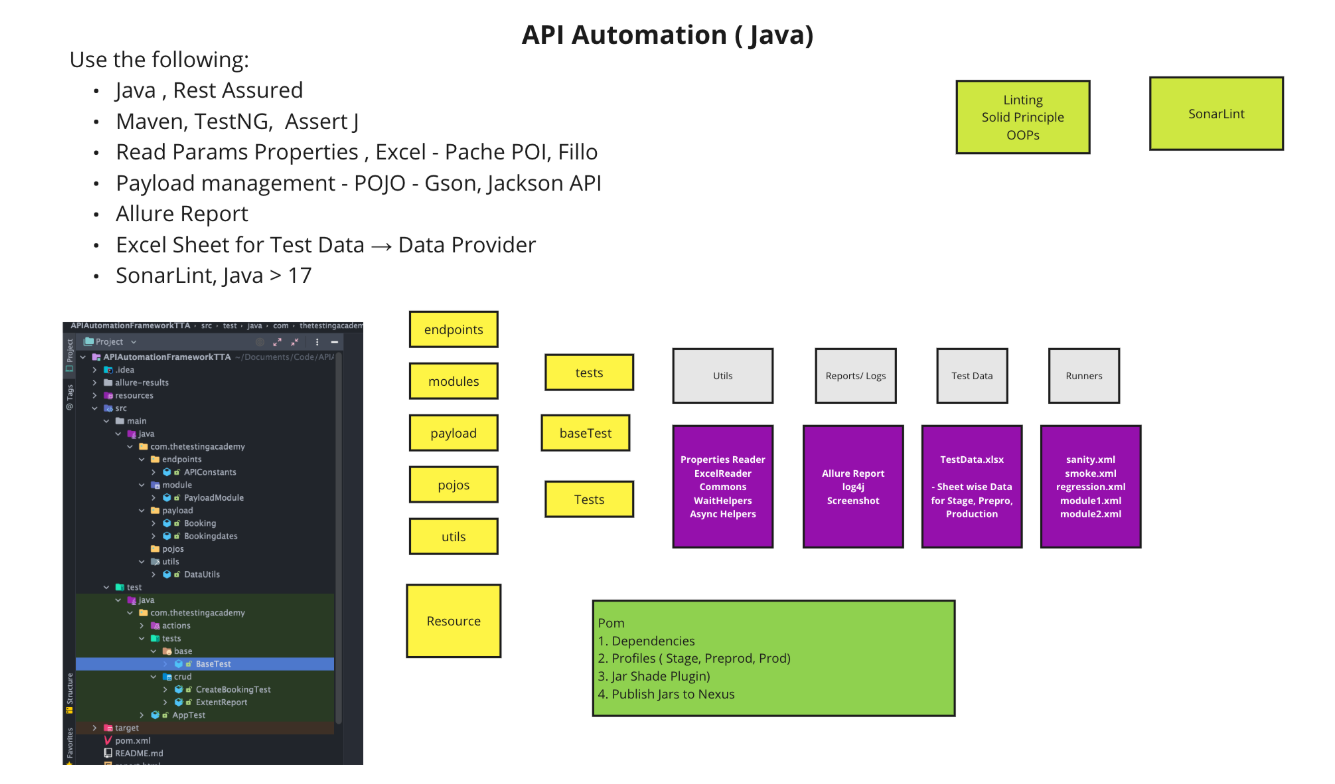 API Automation ( Java)
Use the following:
• Java , Rest Assured
• Maven, TestNG, Assert J
• Read Params Properties , Excel - Pache POI, Fillo
• Payload management - POJO - Gson, Jackson API
• Allure Report
• Excel Sheet for Test Data → Data Provider
• SonarLint, Java > 17
Linting
Solid Principle
OOPs
SonarLint
APIAutomationFrameworkTTA › src › test › java › com › thetestingacadem
Project
Project
Tags
Structure
Favorites
APIAutomationFrameworkTTA ~/Documents/Code/API/
.idea
allure-results
resources
src
main
java
com.thetestingacademy
endpoints
APIConstants
module
PayloadModule
payload
Booking
Bookingdates
pojos
utils
DataUtils
test
java
com.thetestingacademy
actions
tests
base
BaseTest
crud
CreateBookingTest
ExtentReport
AppTest
target
pom.xml
README.md
endpoints
modules
payload
pojos
utils
Resource
tests
baseTest
Tests
Utils
Reports/ Logs
Test Data
Runners
Properties Reader
ExcelReader
Commons
WaitHelpers
Async Helpers
Allure Report
log4j
Screenshot
TestData.xlsx
- Sheet wise Data
for Stage, Prepro,
Production
sanity.xml
smoke.xml
regression.xml
module1.xml
module2.xml
Pom
1. Dependencies
2. Profiles ( Stage, Preprod, Prod)
3. Jar Shade Plugin)
4. Publish Jars to Nexus